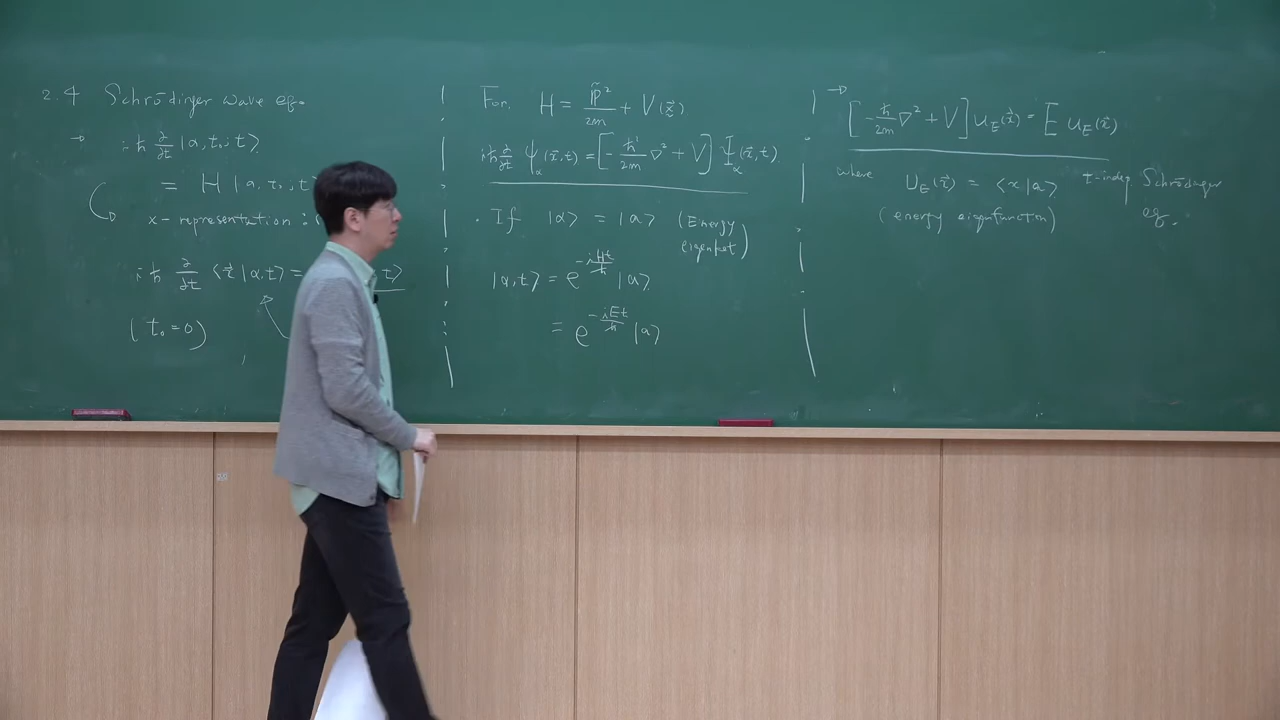 2.4 Schrödinger wave eq.
→ iħ ∂/∂t |α, t₀; t⟩
= H |α, t₀; t⟩
x-representation :
iħ ∂/∂t ⟨x⃗|α,t⟩ = t⟩
(t₀=0)
For. H = p̃²/2m + V(x)
iħ ∂/∂t ψ_α(x⃗,t) = [-ħ²/2m ∇² + V] Ψ_α(x⃗,t)
· If |α⟩ = |a⟩ (Energy
eigenket)
|α,t⟩ = e^{-iHt/ħ} |a⟩
= e^{-iEt/ħ} |a⟩
→ [-ħ/2m ∇² + V] u_E(x⃗) = E u_E(x⃗)
where U_E(x⃗) = ⟨x|a⟩ t-indep. Schrödinger
(energy eigenfunction) eq.